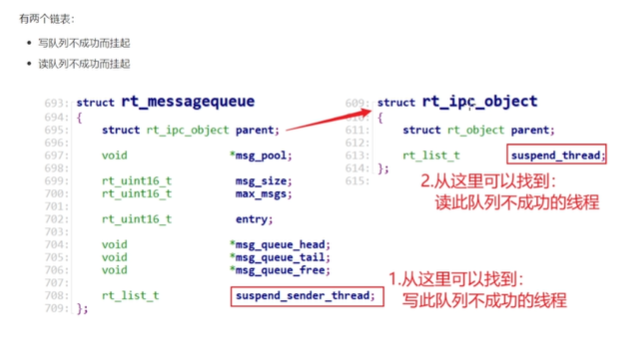 有两个链表：
• 写队列不成功而挂起
• 读队列不成功而挂起
693: struct rt_messagequeue
694: {
695: struct rt_ipc_object parent;
696:
697: void *msg_pool;
698:
699: rt_uint16_t msg_size;
700: rt_uint16_t max_msgs;
701:
702: rt_uint16_t entry;
703:
704: void *msg_queue_head;
705: void *msg_queue_tail;
706: void *msg_queue_free;
707:
708: rt_list_t suspend_sender_thread;
709: };
609: struct rt_ipc_object
610: {
611: struct rt_object parent;
612:
613: rt_list_t suspend_thread;
614: };
615:
2.从这里可以找到：
读此队列不成功的线程
1.从这里可以找到：
写此队列不成功的线程